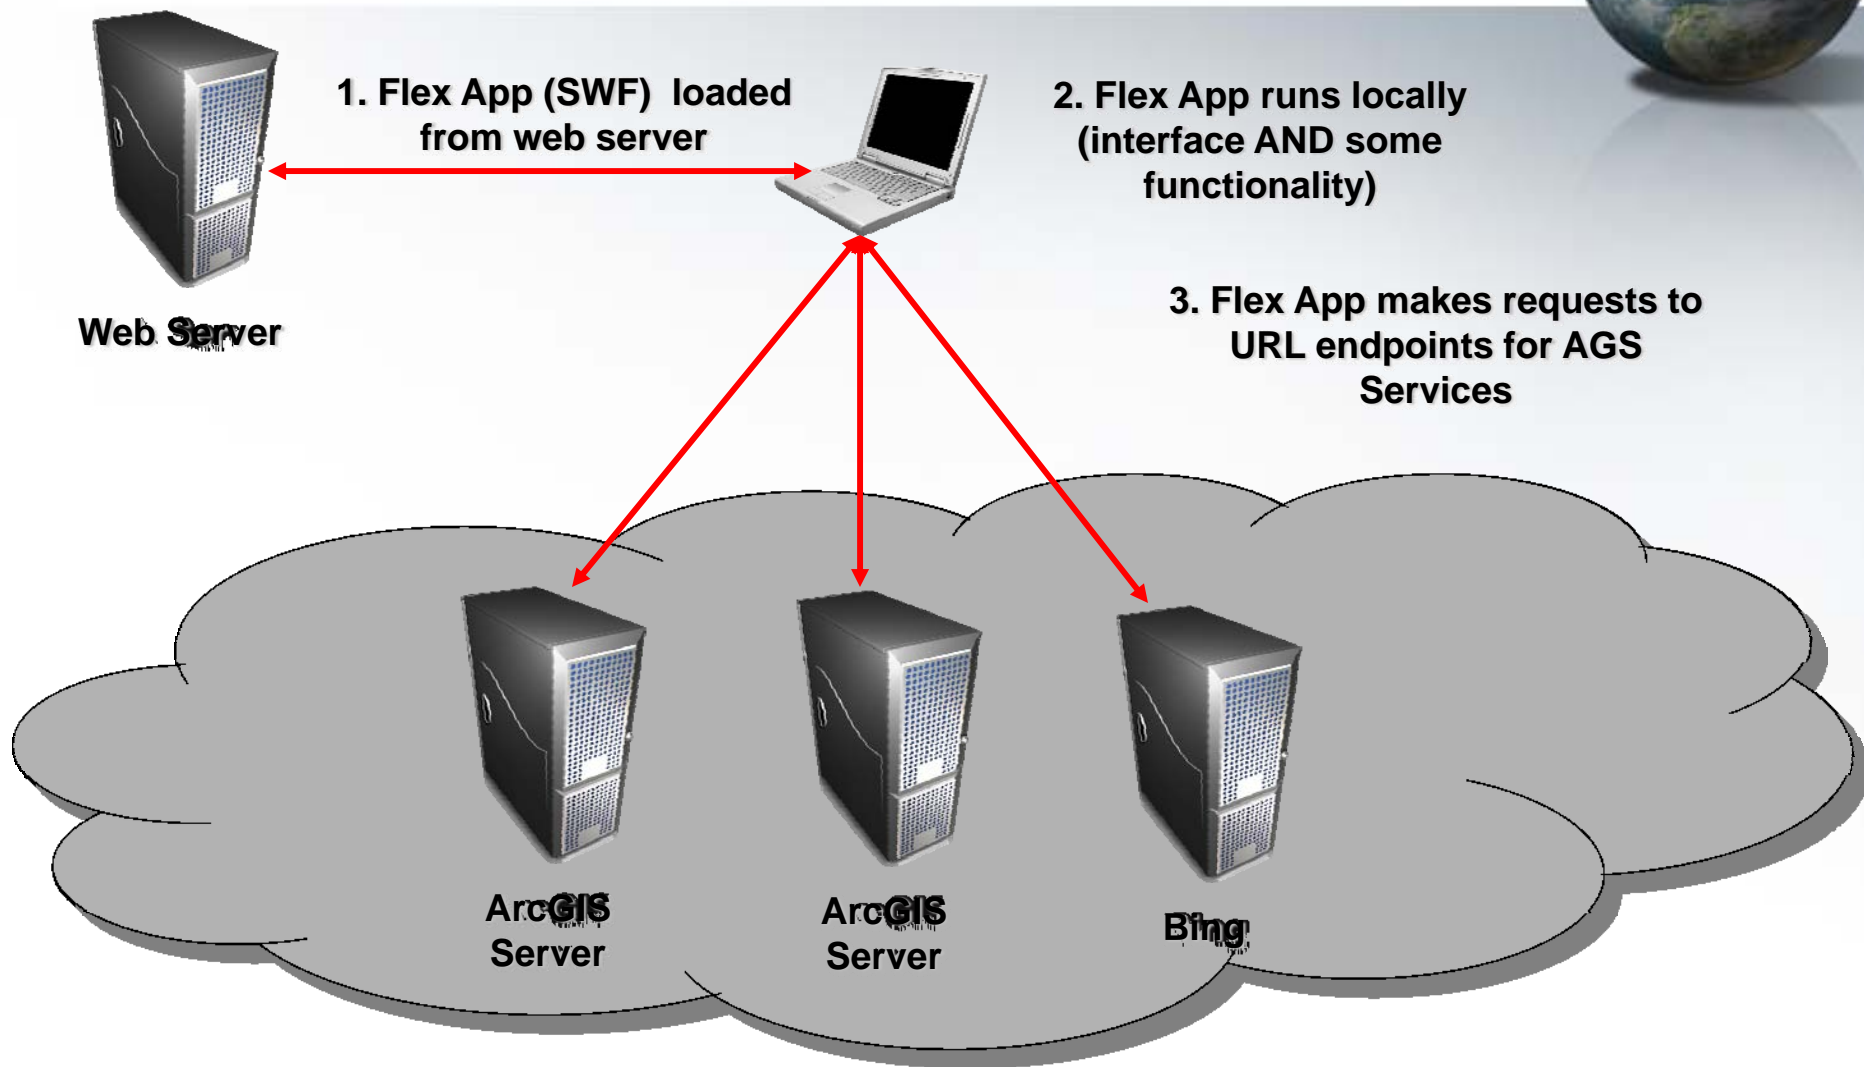 1. Flex App (SWF) loaded
from web server
2. Flex App runs locally
(interface AND some
functionality)
Web Server
3. Flex App makes requests to
URL endpoints for AGS
Services
ArcGIS
Server
ArcGIS
Server
Bing